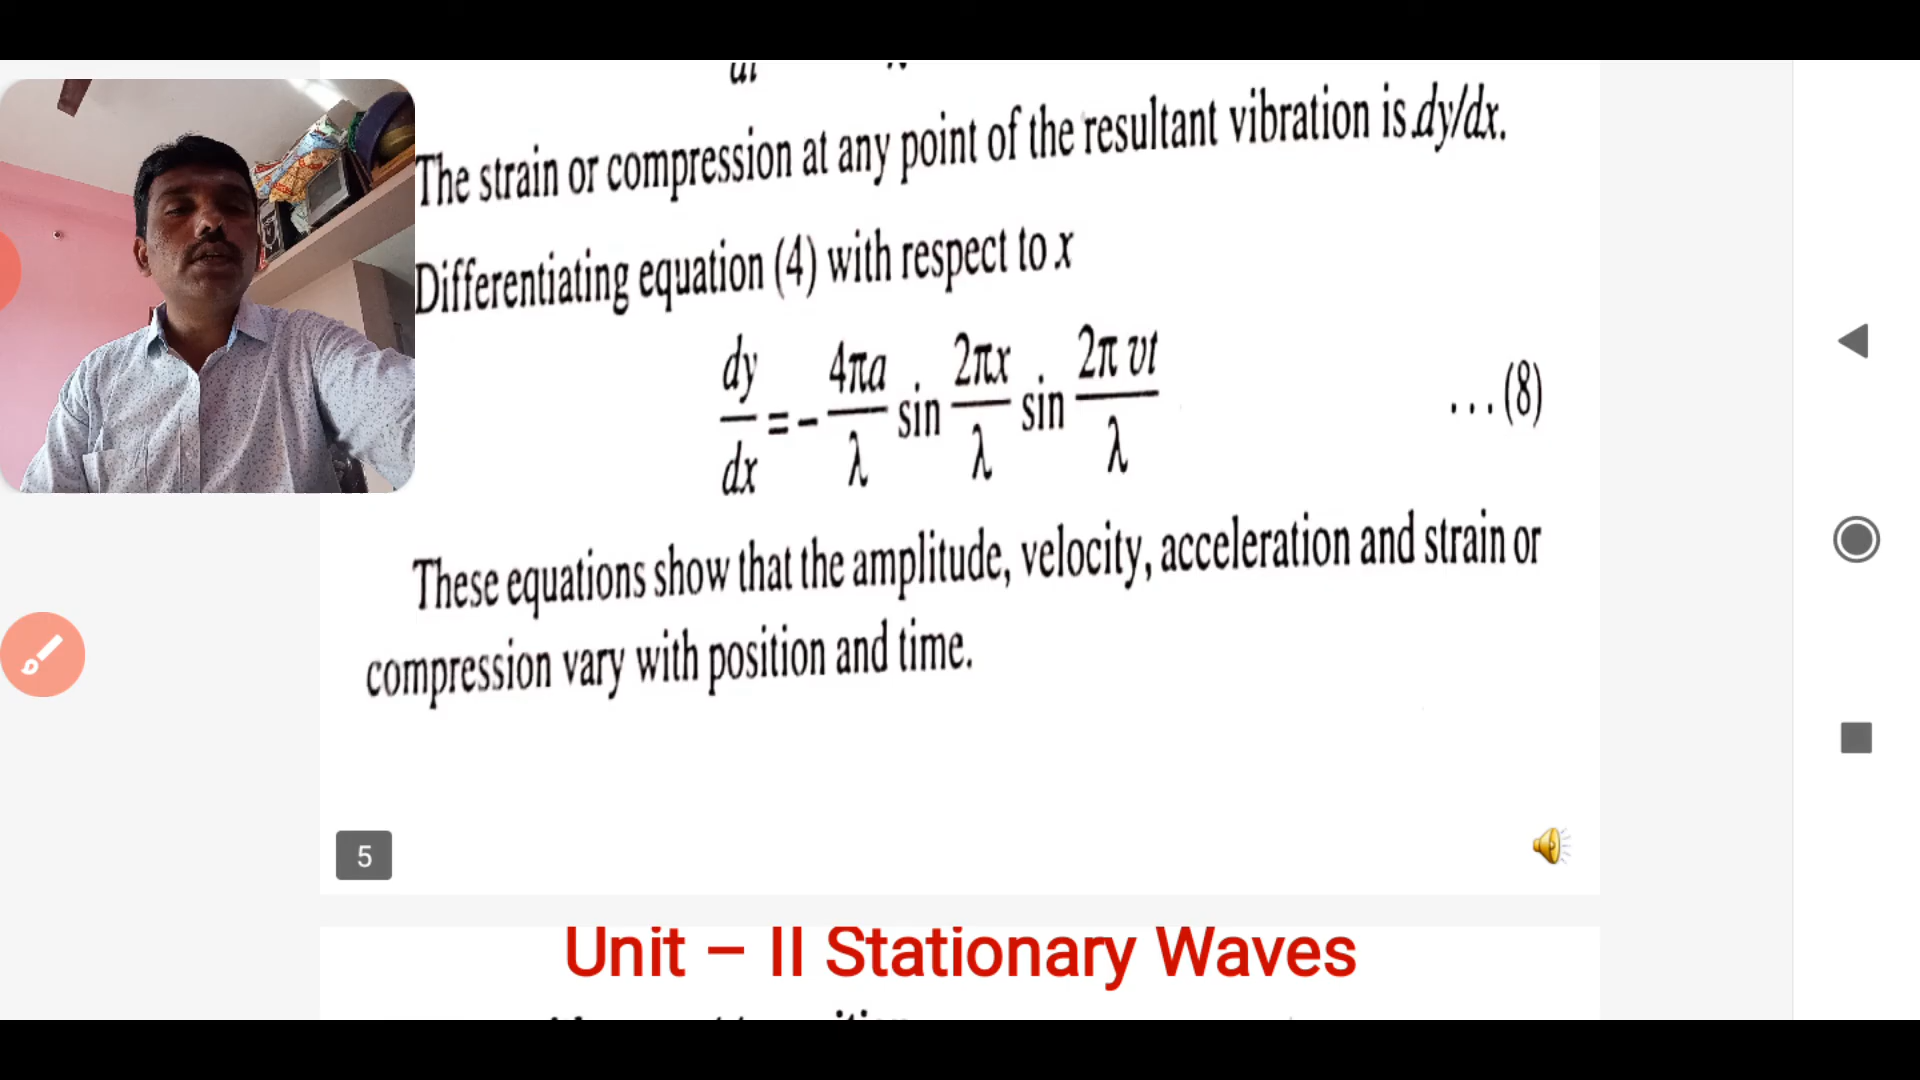 The strain or compression at any point of the resultant vibration is dy/dx.
Differentiating equation (4) with respect to x
dy/dx = - 4πa/λ sin 2πx/λ sin 2π vt/λ ...(8)
These equations show that the amplitude, velocity, acceleration and strain or
compression vary with position and time.
5
Unit – II Stationary Waves